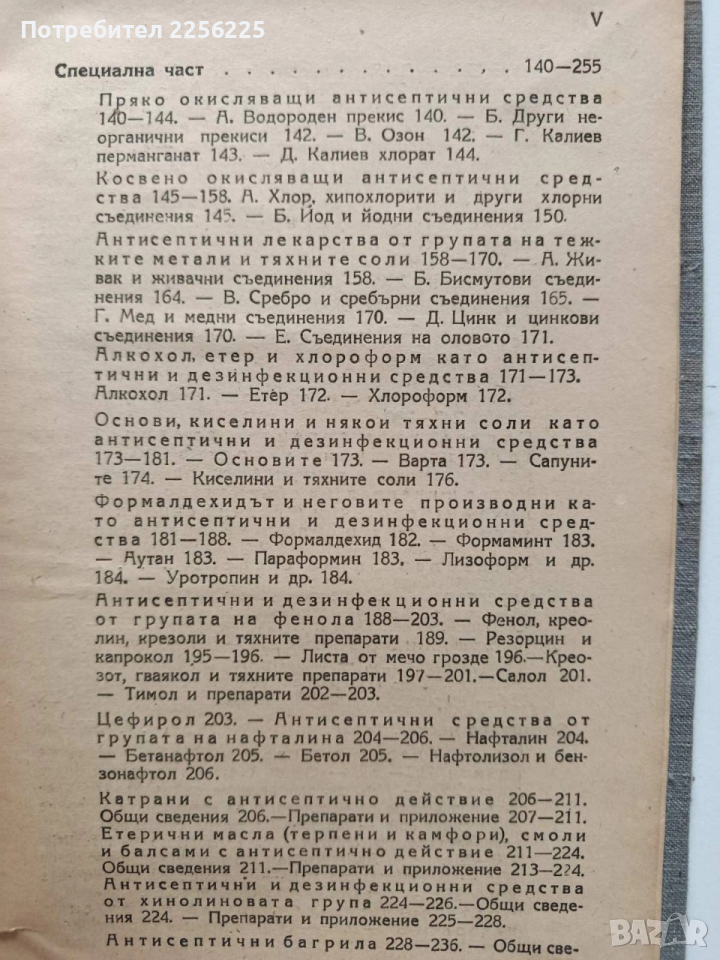 Потребител 2256225
V
Специална част . . . . . . . . . . . . . 140—255
Пряко окисляващи антисептични средства
140—144. — А. Водороден прекис 140. — Б. Други не-
органични прекиси 142. — В. Озон 142. — Г. Калиев
перманганат 143. — Д. Калиев хлорат 144.
Косвено окисляващи антисептични сред-
ства 145—158. А. Хлор, хипохлорити и други хлорни
съединения 145. — Б. Йод и йодни съединения 150.
Антисептични лекарства от групата на теж-
ките метали и тяхните соли 158—170. — А. Жи-
вак и живачни съединения 158. — Б. Бисмутови съеди-
нения 164. — В. Сребро и сребърни съединения 165. —
Г. Мед и медни съединения 170. — Д. Цинк и цинкови
съединения 170. — Е. Съединения на оловото 171.
Алкохол, етер и хлороформ като антисеп-
тични и дезинфекционни средства 171—173.
Алкохол 171. — Етер 172. — Хлороформ 172.
Основи, киселини и някои тяхни соли като
антисептични и дезинфекционни средства
173—181. — Основите 173. — Варта 173. — Сапуни-
те 174. — Киселини и тяхните соли 176.
Формалдехидът и неговите производни ка-
то антисептични и дезинфекционни сред-
ства 181—188. — Формалдехид 182. — Формаминт 183.
— Аутан 183. — Параформин 183. — Лизоформ и др.
184. — Уротропин и др. 184.
Антисептични и дезинфекционни средства
от групата на фенола 188—203. — Фенол, крео-
лин, крезоли и тяхните препарати 189. — Резорцин и
капрокол 195—196. — Листа от мечо грозде 196.—Крео-
зот, гваякол и тяхните препарати 197—201.—Салол 201.
— Тимол и препарати 202—203.
Цефирол 203. — Антисептични средства от
групата на нафталина 204—206. — Нафталин 204.
— Бетанафтол 205. — Бетол 205. — Нафтолизол и бен-
зонафтол 206.
Катрани с антисептично действие 206—211.
Общи сведения 206.—Препарати и приложение 207—211.
Етерични масла (терпени и камфори), смоли
и балсами с антисептично действие 211—224.
Общи сведения 211.—Препарати и приложение 213—224.
Антисептични и дезинфекционни средства
от хинолиновата група 224—226.—Общи сведе-
ния 224. — Препарати и приложение 225—228.
Антисептични багрила 228—236. — Общи све-
BAZAR